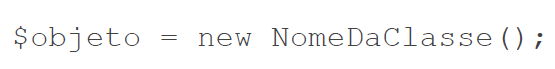 $objeto = new NomeDaClasse();